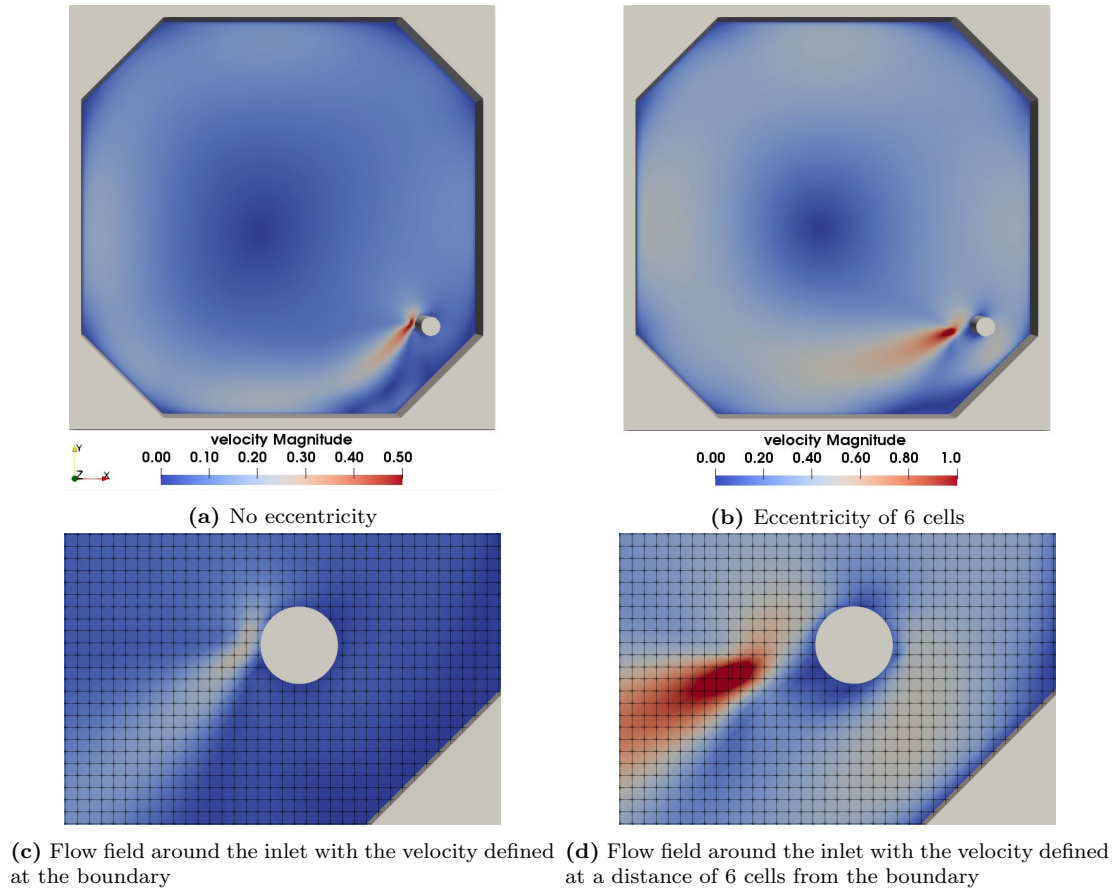 velocity Magnitude
0.00 0.10 0.20 0.30 0.40 0.50
Y
Z X
(a) No eccentricity
velocity Magnitude
0.00 0.20 0.40 0.60 0.80 1.0
(b) Eccentricity of 6 cells
(c) Flow field around the inlet with the velocity defined
at the boundary
(d) Flow field around the inlet with the velocity defined
at a distance of 6 cells from the boundary